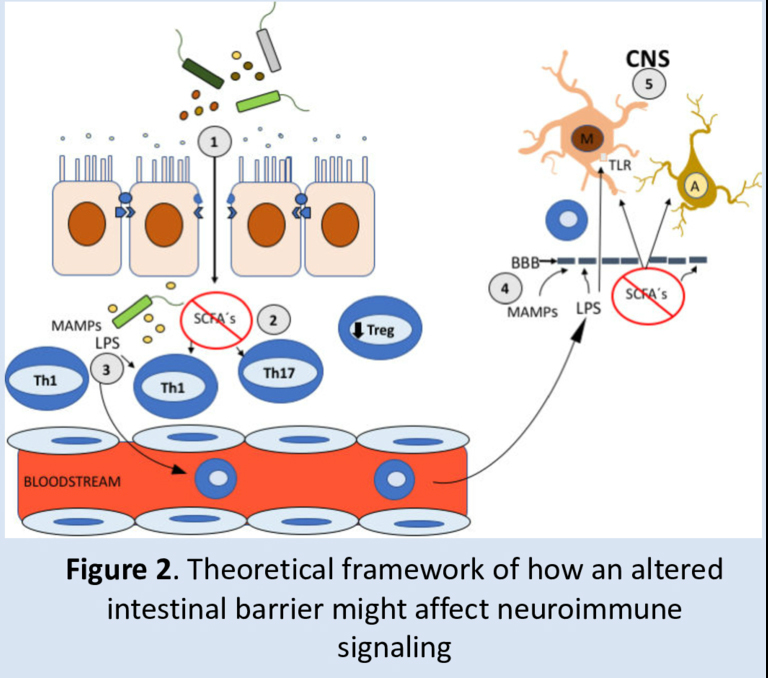 CNS
5
M
TLR
A
1
BBB
4
MAMPs
LPS
SCFA´s
MAMPs
LPS
SCFA´s
2
Treg
3
Th1
Th1
Th17
BLOODSTREAM
Figure 2. Theoretical framework of how an altered
intestinal barrier might affect neuroimmune
signaling